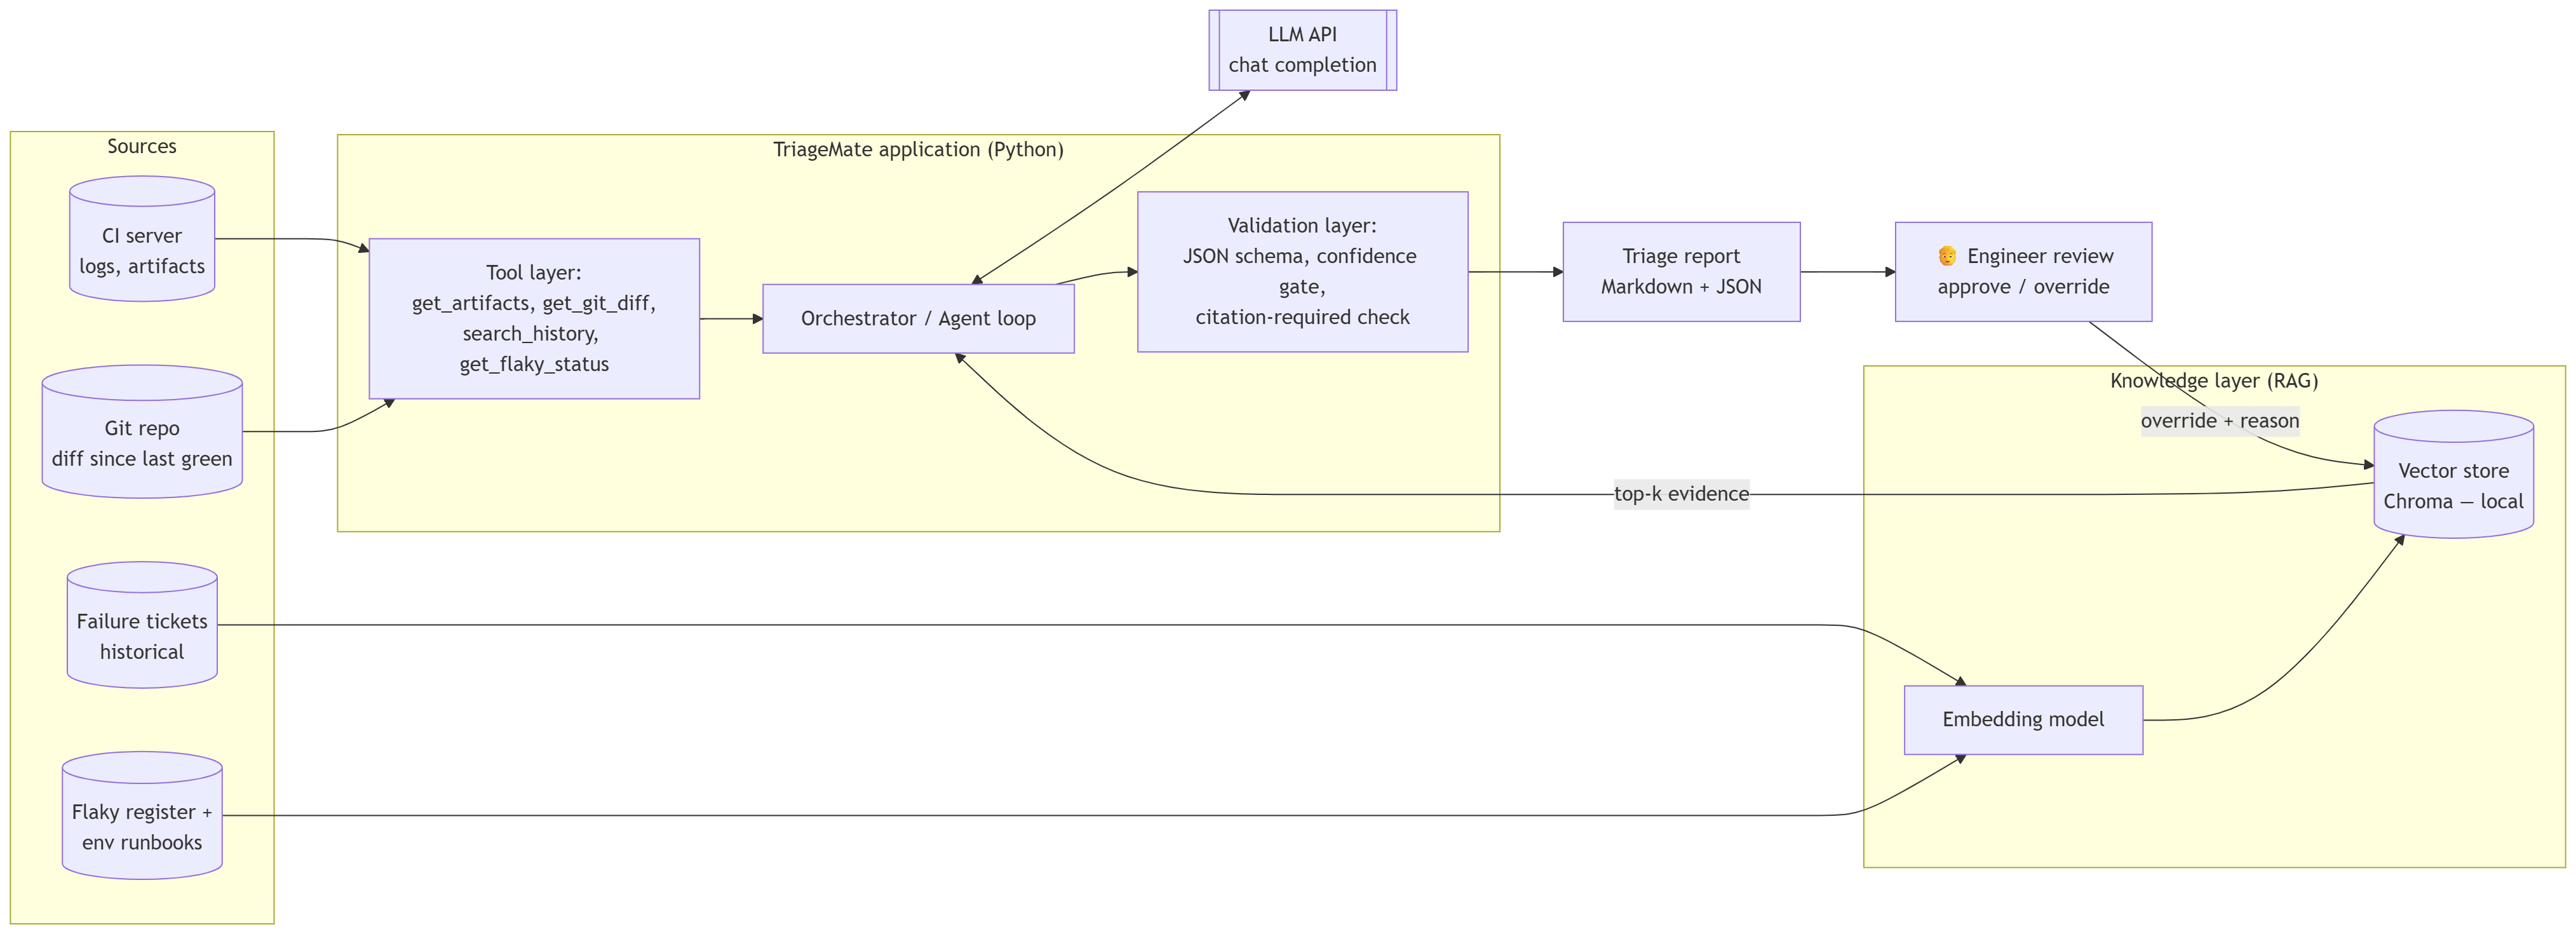 LLM API
chat completion
Sources
CI server
logs, artifacts
Git repo
diff since last green
Failure tickets
historical
Flaky register +
env runbooks
TriageMate application (Python)
Tool layer:
get_artifacts, get_git_diff,
search_history,
get_flaky_status
Orchestrator / Agent loop
Validation layer:
JSON schema, confidence
gate,
citation-required check
Triage report
Markdown + JSON
👷 Engineer review
approve / override
Knowledge layer (RAG)
override + reason
top-k evidence
Vector store
Chroma — local
Embedding model